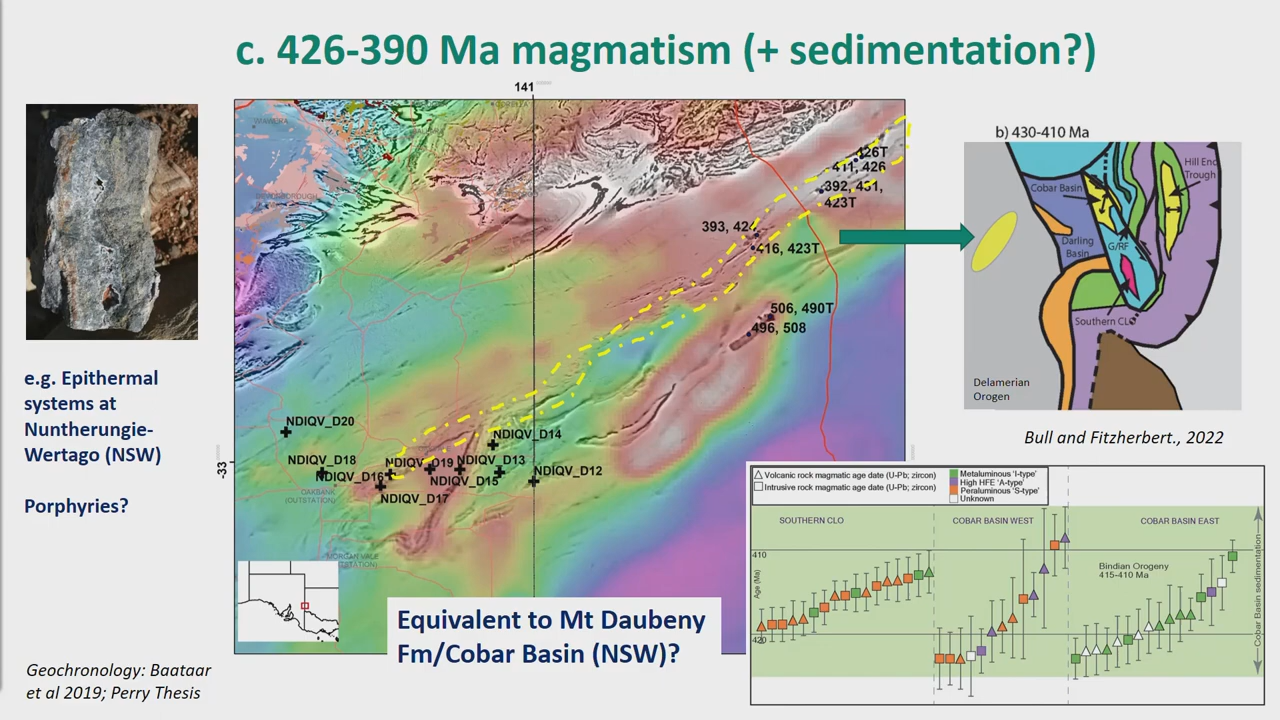 c. 426-390 Ma magmatism (+ sedimentation?)
141
426T
411, 426
392, 431,
423T
393, 424
416, 423T
506, 490T
496, 508
-33
NDIQV_D20
NDIQV_D14
NDIQV_D18
NDIQV_D19
NDIQV_D13
NDIQV_D12
NDIQV_D16
NDIQV_D15
NDIQV_D17
OAKBANK
(OUTSTATION)
MORGAN VALE
e.g. Epithermal
systems at
Nuntherungie-
Wertago (NSW)
Porphyries?
Geochronology: Baataar
et al 2019; Perry Thesis
Equivalent to Mt Daubeny
Fm/Cobar Basin (NSW)?
b) 430-410 Ma
Hill End
Trough
Cobar Basin
Darling
Basin
G/RF
Southern CLO
Delamerian
Orogen
Bull and Fitzherbert., 2022
Volcanic rock magmatic age date (U-Pb; zircon)
Intrusive rock magmatic age date (U-Pb; zircon)
Metaluminous 'I-type'
High HFE 'A-type'
Peraluminous 'S-type'
Unknown
SOUTHERN CLO
COBAR BASIN WEST
COBAR BASIN EAST
410
Age (Ma)
420
Bindian Orogeny
415-410 Ma
Cobar Basin sedimentation